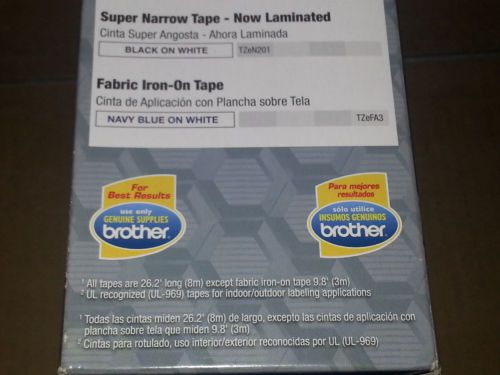 Super Narrow Tape - Now Laminated
Cinta Super Angosta - Ahora Laminada
BLACK ON WHITE TZeN201
Fabric Iron-On Tape
Cinta de Aplicación con Plancha sobre Tela
NAVY BLUE ON WHITE TZeFA3
For
Best Results
use only
GENUINE SUPPLIES
brother
Para mejores
resultados
sólo utilice
INSUMOS GENUINOS
brother
¹ All tapes are 26.2' long (8m) except fabric iron-on tape 9.8' (3m)
² UL recognized (UL-969) tapes for indoor/outdoor labeling applications
¹ Todas las cintas miden 26.2' (8m) de largo, excepto las cintas de aplicación con
plancha sobre tela que miden 9.8' (3m)
² Cintas para rotulado, uso interior/exterior reconocidas por UL (UL-969)